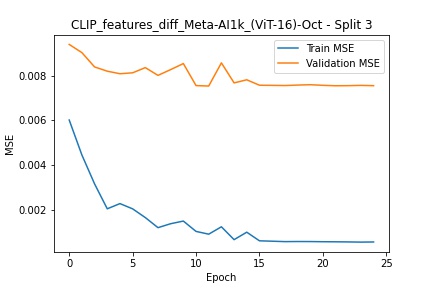 CLIP_features_diff_Meta-AI1k_(ViT-16)-Oct - Split 3
Train MSE
Validation MSE
0.008
0.006
0.004
0.002
MSE
0 5 10 15 20 25
Epoch